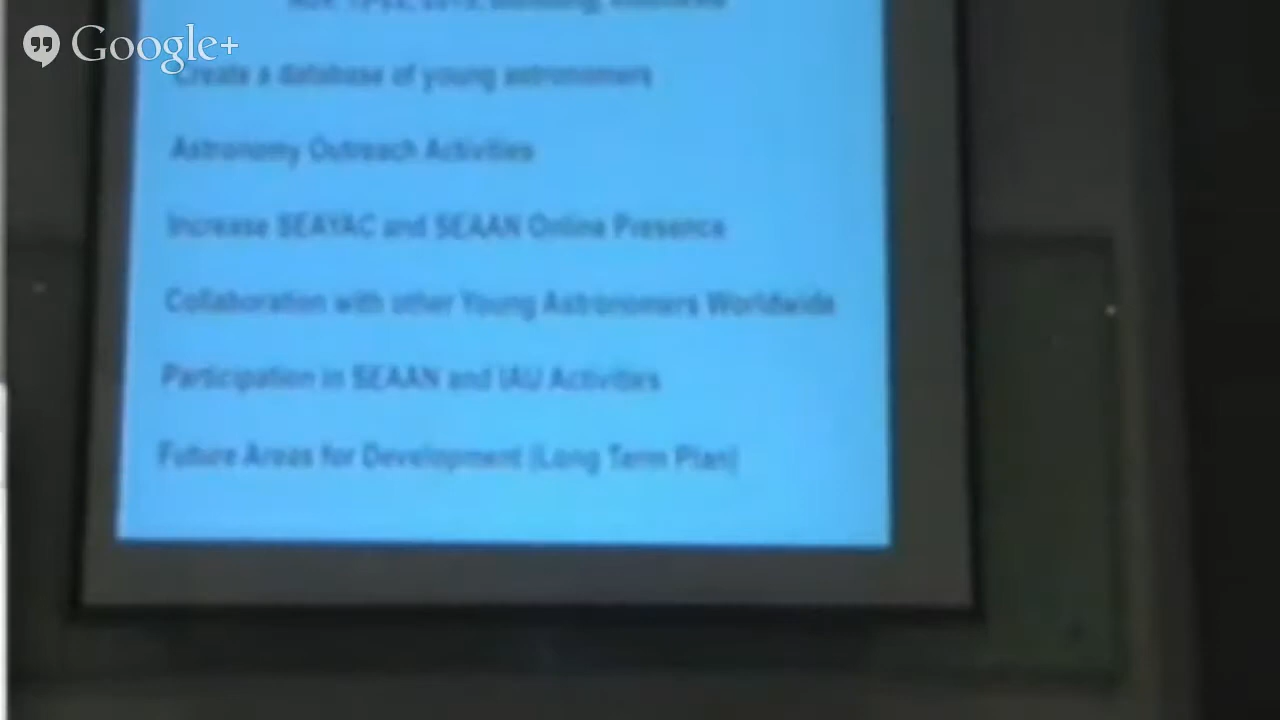 Google+
Create a database of young astronomers
Astronomy Outreach Activities
Increase SEAYAC and SEAAN Online Presence
Collaboration with other Young Astronomers Worldwide
Participation in SEAAN and IAU Activities
Future Areas for Development (Long Term Plan)